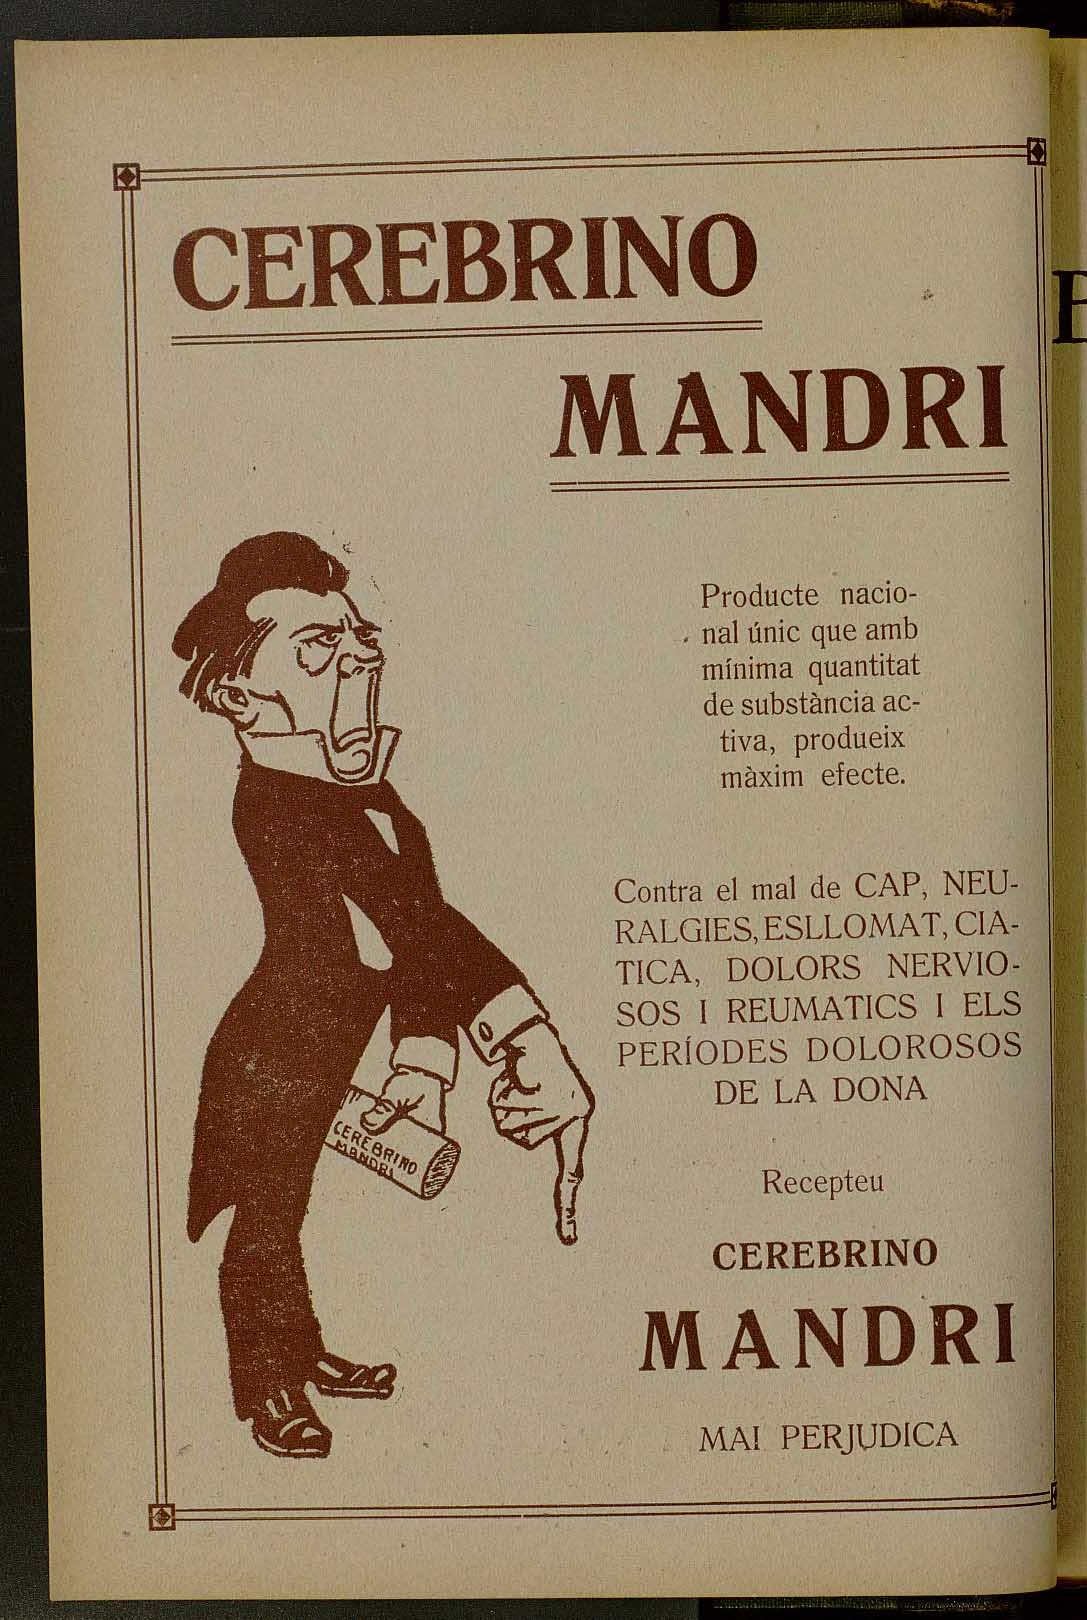 CEREBRINO
MANDRI
Producte nacio-
nal únic que amb
mínima quantitat
de substància ac-
tiva, produeix
màxim efecte.
Contra el mal de CAP, NEU-
RALGIES, ESLLOMAT, CIA-
TICA, DOLORS NERVIO-
SOS I REUMATICS I ELS
PERÍODES DOLOROSOS
DE LA DONA
CEREBRINO
MANDRI
Recepteu
CEREBRINO
MANDRI
MAI PERJUDICA